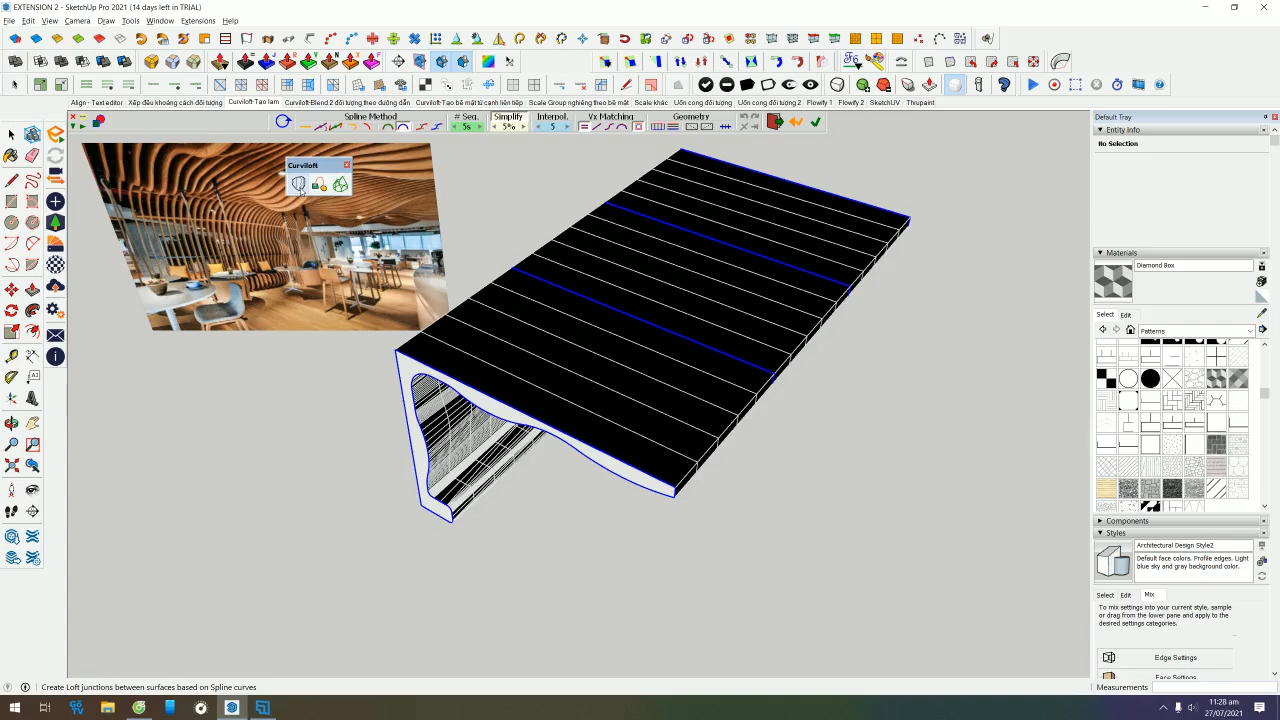 EXTENSION 2 - SketchUp Pro 2021 (14 days left in TRIAL)
File Edit View Camera Draw Tools Window Extensions Help
Align - Text editor
Xếp đều khoảng cách đối tượng
Curviloft-Tạo lam
Curviloft-Blend 2 đối tượng theo đường dẫn
Curviloft-Tạo bề mặt từ canh liên tiếp
Scale Group nghiêng theo bề mặt
Scale khác
Uốn cong đối tượng
Uốn cong đối tượng 2
Flowify 1
Flowify 2
SketchUV
Thrupaint
Spline Method
# Seg.
5s
Simplify
5%
Interpol.
5
Vx Matching
Geometry
Curviloft
Default Tray
Entity Info
No Selection
Materials
Diamond Box
Select Edit
Patterns
Components
Styles
Architectural Design Style2
Default face colors. Profile edges. Light
blue sky and gray background color.
Select Edit Mix
To mix settings into your current style, sample
or drag from the lower pane and apply to the
desired settings categories.
Edge Settings
Face Settings
Create Loft junctions between surfaces based on Spline curves
Measurements
11:28 am
27/07/2021